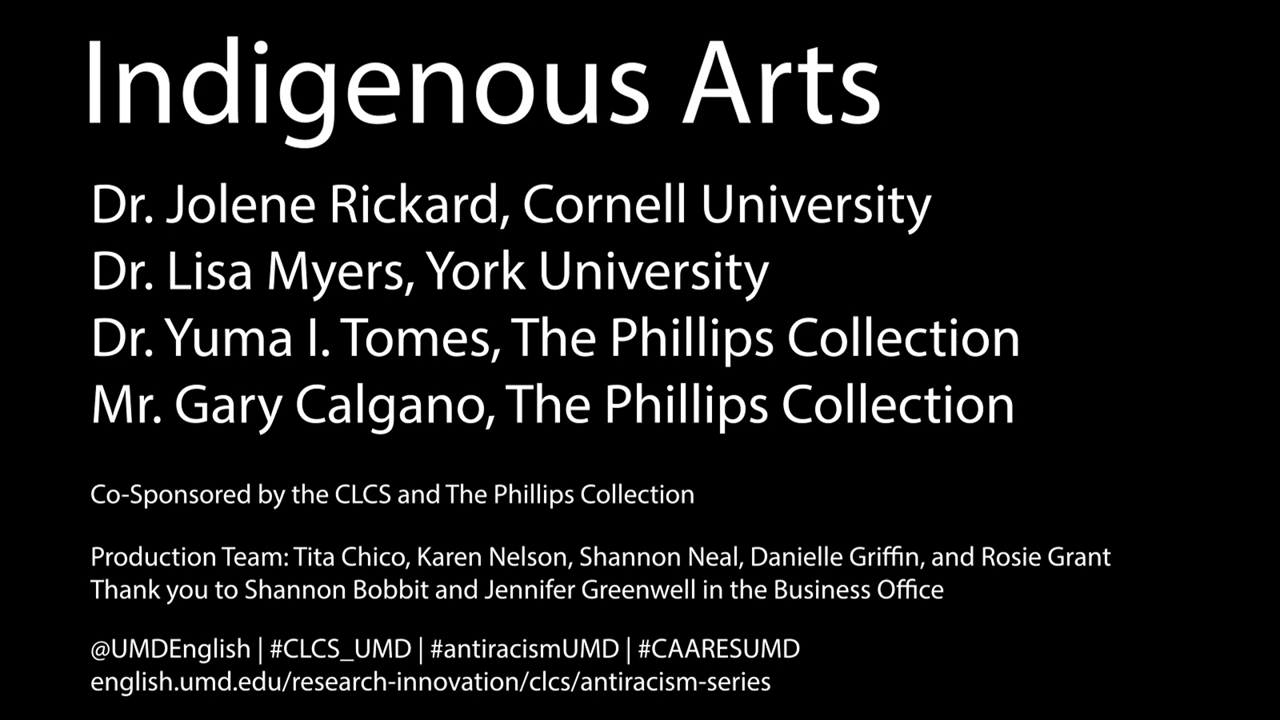 Indigenous Arts
Dr. Jolene Rickard, Cornell University
Dr. Lisa Myers, York University
Dr. Yuma I. Tomes, The Phillips Collection
Mr. Gary Calgano, The Phillips Collection
Co-Sponsored by the CLCS and The Phillips Collection
Production Team: Tita Chico, Karen Nelson, Shannon Neal, Danielle Griffin, and Rosie Grant
Thank you to Shannon Bobbit and Jennifer Greenwell in the Business Office
@UMDEnglish | #CLCS_UMD | #antiracismUMD | #CAARESUMD
english.umd.edu/research-innovation/clcs/antiracism-series